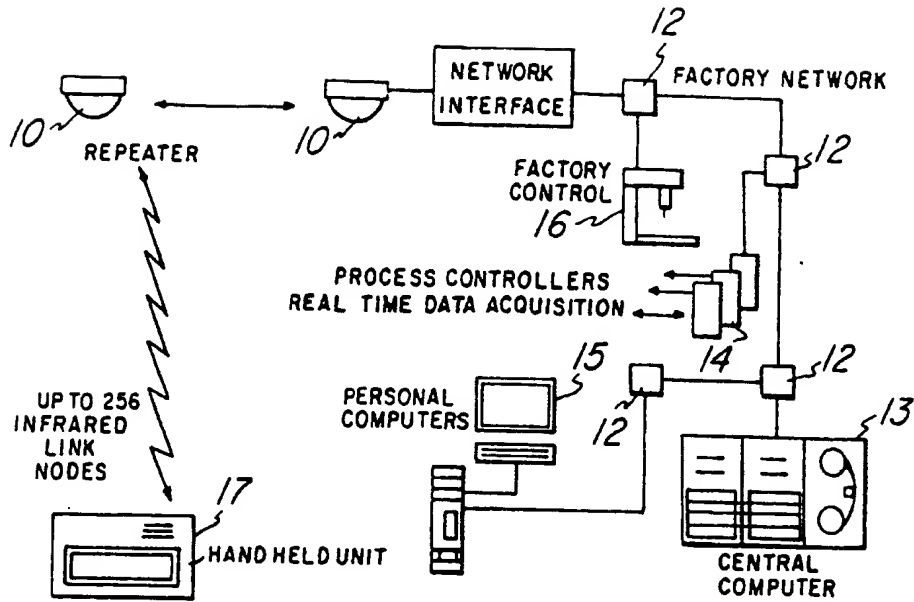 12
NETWORK
INTERFACE
FACTORY NETWORK
10
10
REPEATER
12
FACTORY
CONTROL
16
PROCESS CONTROLLERS
REAL TIME DATA ACQUISITION
14
15
PERSONAL
COMPUTERS
12
12
13
UP TO 256
INFRARED
LINK
NODES
17
HAND HELD UNIT
CENTRAL
COMPUTER